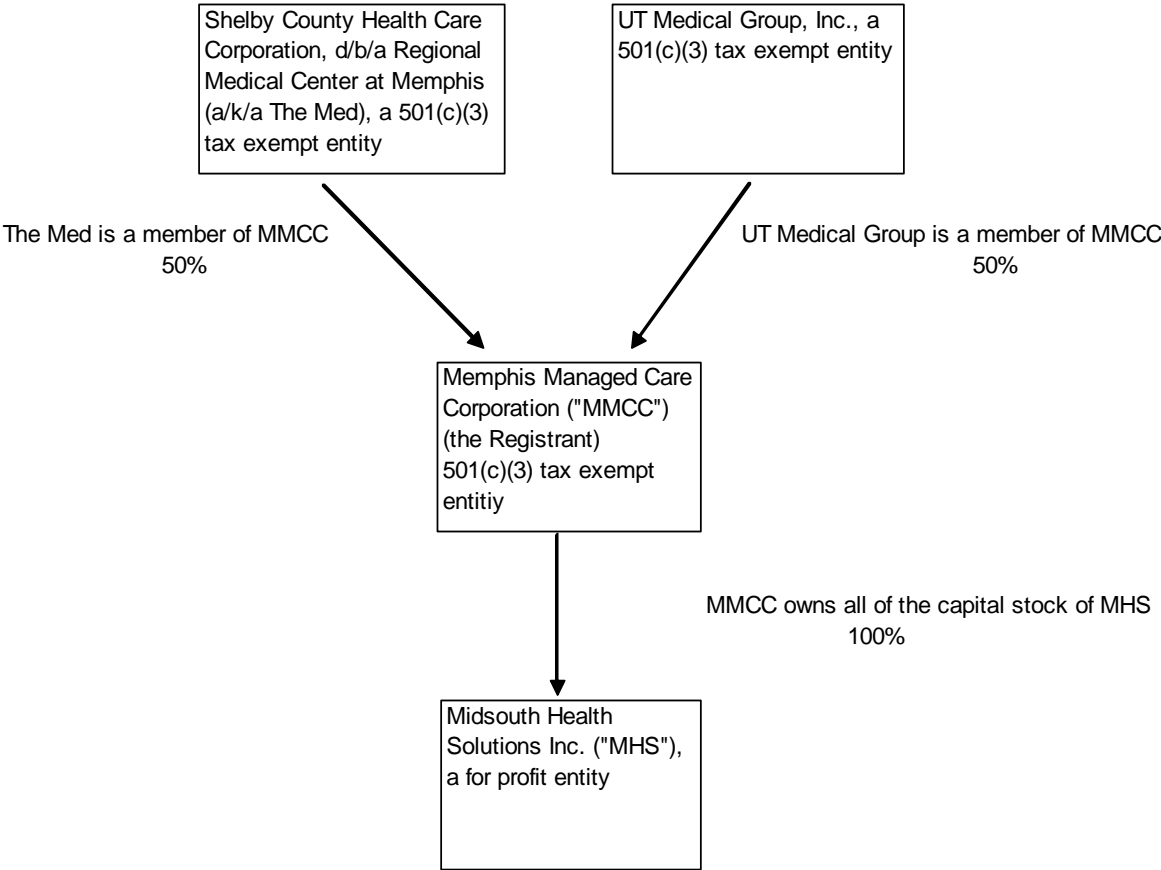 Shelby County Health Care
Corporation, d/b/a Regional
Medical Center at Memphis
(a/k/a The Med), a 501(c)(3)
tax exempt entity
UT Medical Group, Inc., a
501(c)(3) tax exempt entity
The Med is a member of MMCC
50%
UT Medical Group is a member of MMCC
50%
Memphis Managed Care
Corporation ("MMCC")
(the Registrant)
501(c)(3) tax exempt
entitiy
MMCC owns all of the capital stock of MHS
100%
Midsouth Health
Solutions Inc. ("MHS"),
a for profit entity